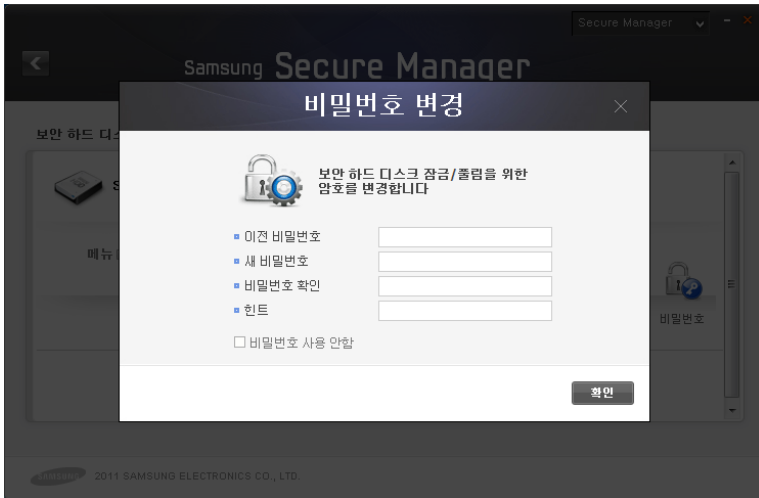 Secure Manager
Samsung Secure Manager
비밀번호 변경
보안 하드 디스
보안 하드 디스크 잠금/풀림을 위한
암호를 변경합니다
S
이전 비밀번호
메뉴
새 비밀번호
비밀번호 확인
힌트
비밀번호
비밀번호 사용 안함
확인
SAMSUNG
2011 SAMSUNG ELECTRONICS CO., LTD.